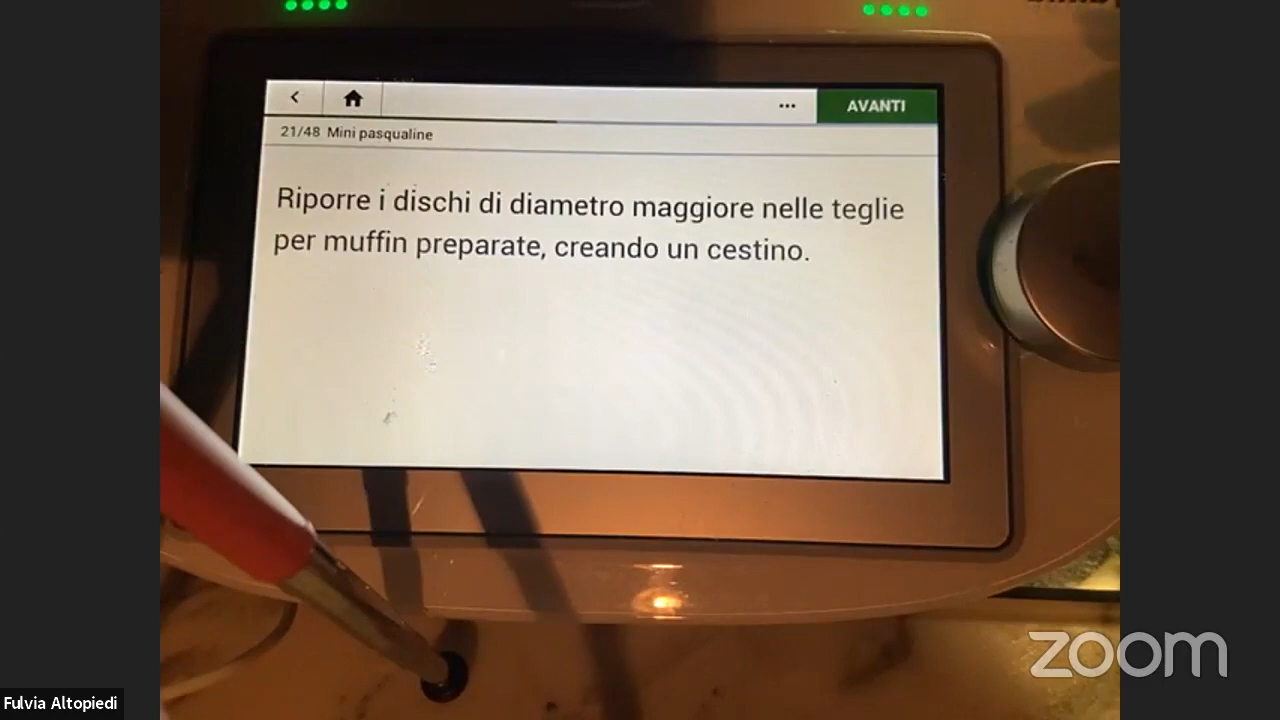 AVANTI
21/48 Mini pasqualine
Riporre i dischi di diametro maggiore nelle teglie
per muffin preparate, creando un cestino.
zoom
Fulvia Altopiedi